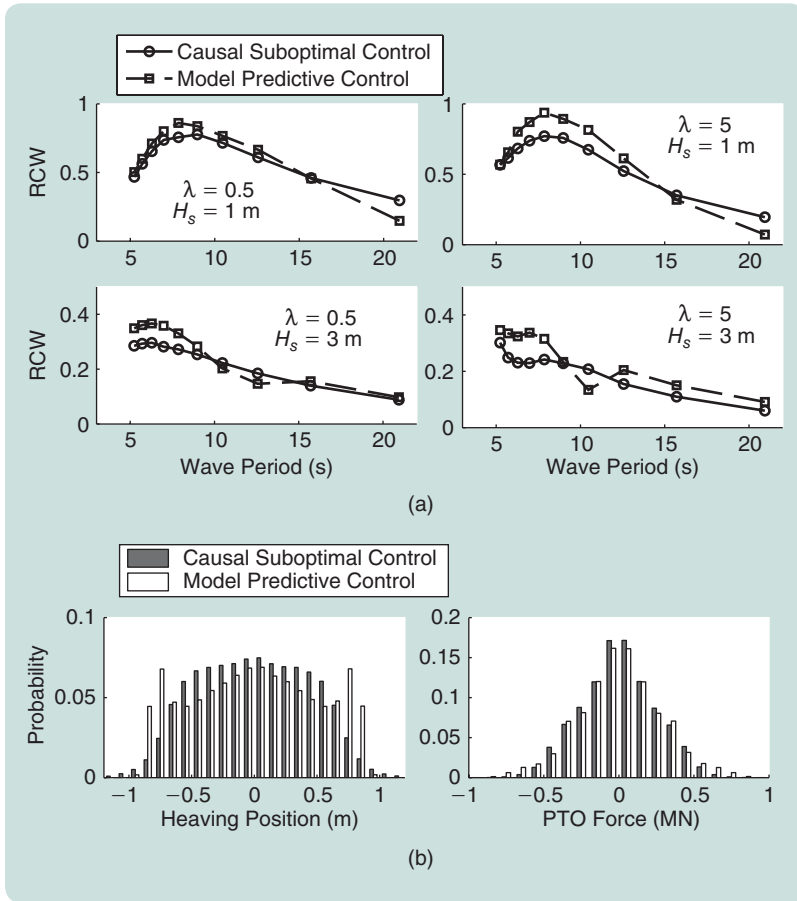 Causal Suboptimal Control
Model Predictive Control
RCW
1
0.5
0
λ = 0.5
Hs = 1 m
5
10
15
20
1
0.5
0
λ = 5
Hs = 1 m
5
10
15
20
RCW
0.4
0.2
0
λ = 0.5
Hs = 3 m
5
10
15
20
Wave Period (s)
0.4
0.2
0
λ = 5
Hs = 3 m
5
10
15
20
Wave Period (s)
(a)
Causal Suboptimal Control
Model Predictive Control
Probability
0.1
0.05
0
−1
−0.5
0
0.5
1
Heaving Position (m)
0.2
0.15
0.1
0.05
0
−1
−0.5
0
0.5
1
PTO Force (MN)
(b)